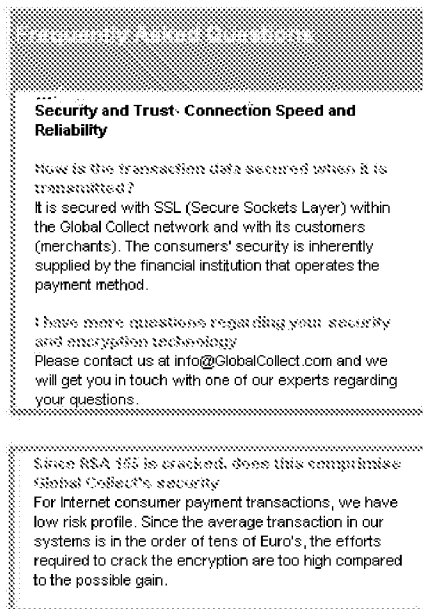 Frequently Asked Questions
Security and Trust- Connection Speed and
Reliability
How is the transaction data secured when it is
transmitted?
It is secured with SSL (Secure Sockets Layer) within
the Global Collect network and with its customers
(merchants). The consumers' security is inherently
supplied by the financial institution that operates the
payment method.
I have more questions regarding your security
and encryption technology
Please contact us at info@GlobalCollect.com and we
will get you in touch with one of our experts regarding
your questions.
Since RSA 155 is cracked, does this comprimise
Global Collect's security
For Internet consumer payment transactions, we have
low risk profile. Since the average transaction in our
systems is in the order of tens of Euro's, the efforts
required to crack the encryption are too high compared
to the possible gain.